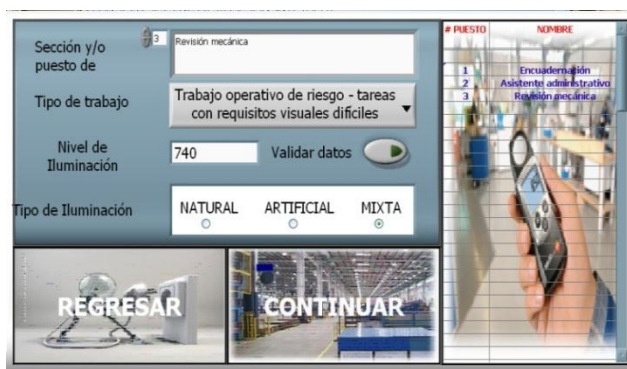 Sección y/o
puesto de
3
Revisión mecánica
Tipo de trabajo
Trabajo operativo de riesgo - tareas
con requisitos visuales difíciles
Nivel de
Iluminación
740
Validar datos
Tipo de Iluminación
NATURAL ARTIFICIAL MIXTA
REGRESAR
CONTINUAR
# PUESTO NOMBRE
1 Encuadernación
2 Asistente administrativo
3 Revisión mecánica